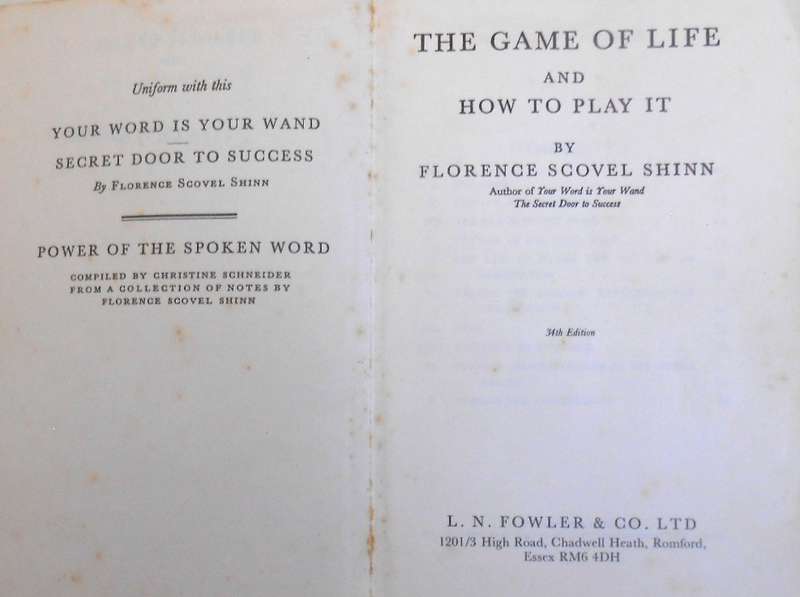 Uniform with this
YOUR WORD IS YOUR WAND
SECRET DOOR TO SUCCESS
By FLORENCE SCOVEL SHINN
POWER OF THE SPOKEN WORD
COMPILED BY CHRISTINE SCHNEIDER
FROM A COLLECTION OF NOTES BY
FLORENCE SCOVEL SHINN
THE GAME OF LIFE
AND
HOW TO PLAY IT
BY
FLORENCE SCOVEL SHINN
Author of Your Word is Your Wand
The Secret Door to Success
34th Edition
L. N. FOWLER & CO. LTD
1201/3 High Road, Chadwell Heath, Romford,
Essex RM6 4DH